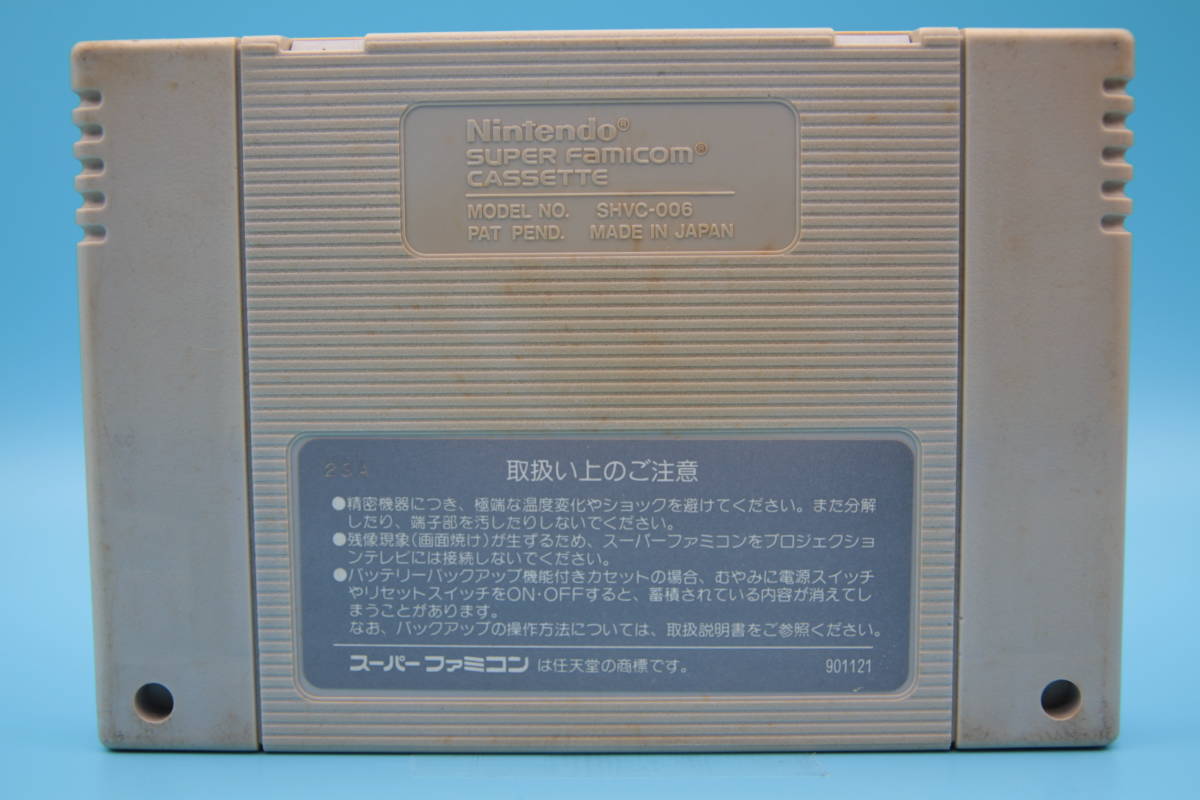 Nintendo®
SUPER Famicom®
CASSETTE
MODEL NO. SHVC-006
PAT PEND. MADE IN JAPAN
23A
取扱い上のご注意
●精密機器につき、極端な温度変化やショックを避けてください。また分解
したり、端子部を汚したりしないでください。
●残像現象(画面焼け)が生ずるため、スーパーファミコンをプロジェクショ
ンテレビには接続しないでください。
●バッテリーバックアップ機能付きカセットの場合、むやみに電源スイッチ
やリセットスイッチをON・OFFすると、蓄積されている内容が消えてし
まうことがあります。
なお、バックアップの操作方法については、取扱説明書をご参照ください。
スーパーファミコン は任天堂の商標です。 901121